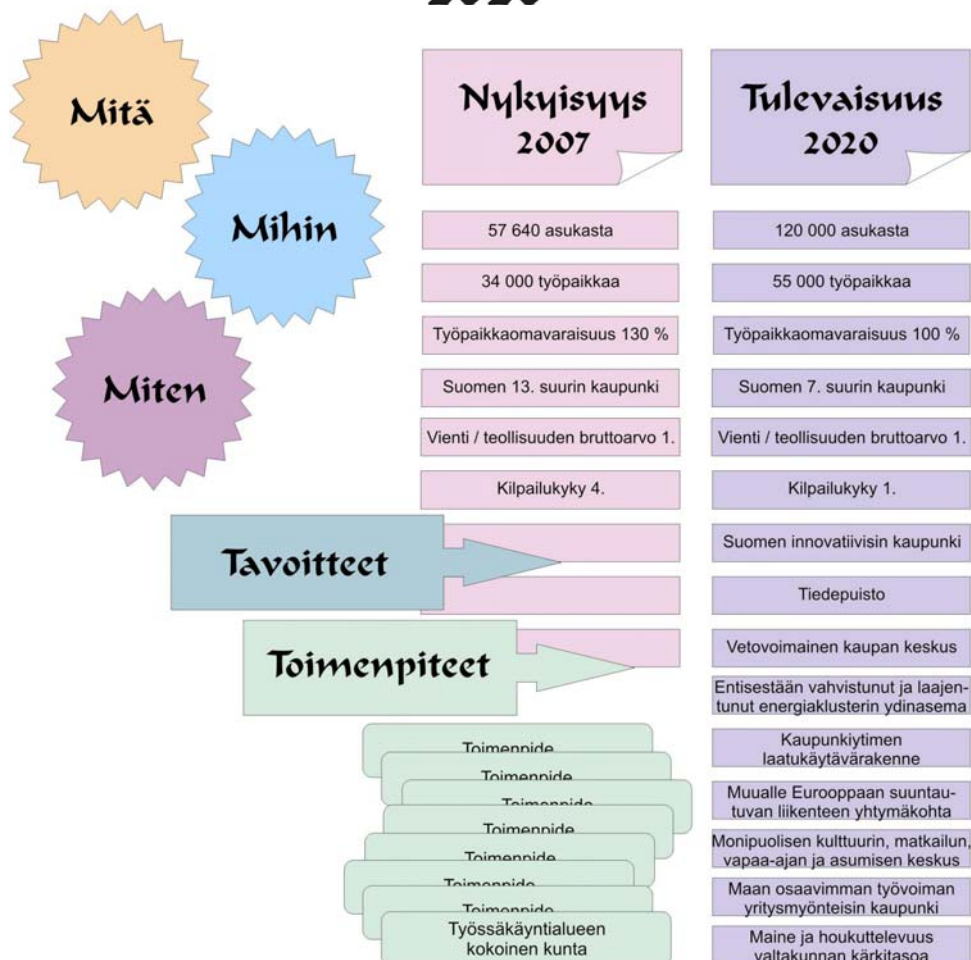 2020
Mitä
Mihin
Miten
Nykyisyys
2007
Tulevaisuus
2020
57 640 asukasta
120 000 asukasta
34 000 työpaikkaa
55 000 työpaikkaa
Työpaikkaomavaraisuus 130 %
Työpaikkaomavaraisuus 100 %
Suomen 13. suurin kaupunki
Suomen 7. suurin kaupunki
Vienti / teollisuuden bruttoarvo 1.
Vienti / teollisuuden bruttoarvo 1.
Kilpailukyky 4.
Kilpailukyky 1.
Tavoitteet
Suomen innovatiivisin kaupunki
Tiedepuisto
Toimenpiteet
Vetovoimainen kaupan keskus
Entisestään vahvistunut ja laajen-
tunut energiaklusterin ydinasema
Kaupunkiytimen
laatukäytävärakenne
Muualle Eurooppaan suuntau-
tuvan liikenteen yhtymäkohta
Monipuolisen kulttuurin, matkailun,
vapaa-ajan ja asumisen keskus
Maan osaavimman työvoiman
yritysmyönteisin kaupunki
Maine ja houkuttelevuus
valtakunnan kärkitasoa
Toimenpide
Toimenpide
Toimenpide
Toimenpide
Toimenpide
Toimenpide
Toimenpide
Työssäkäyntialueen
kokoinen kunta